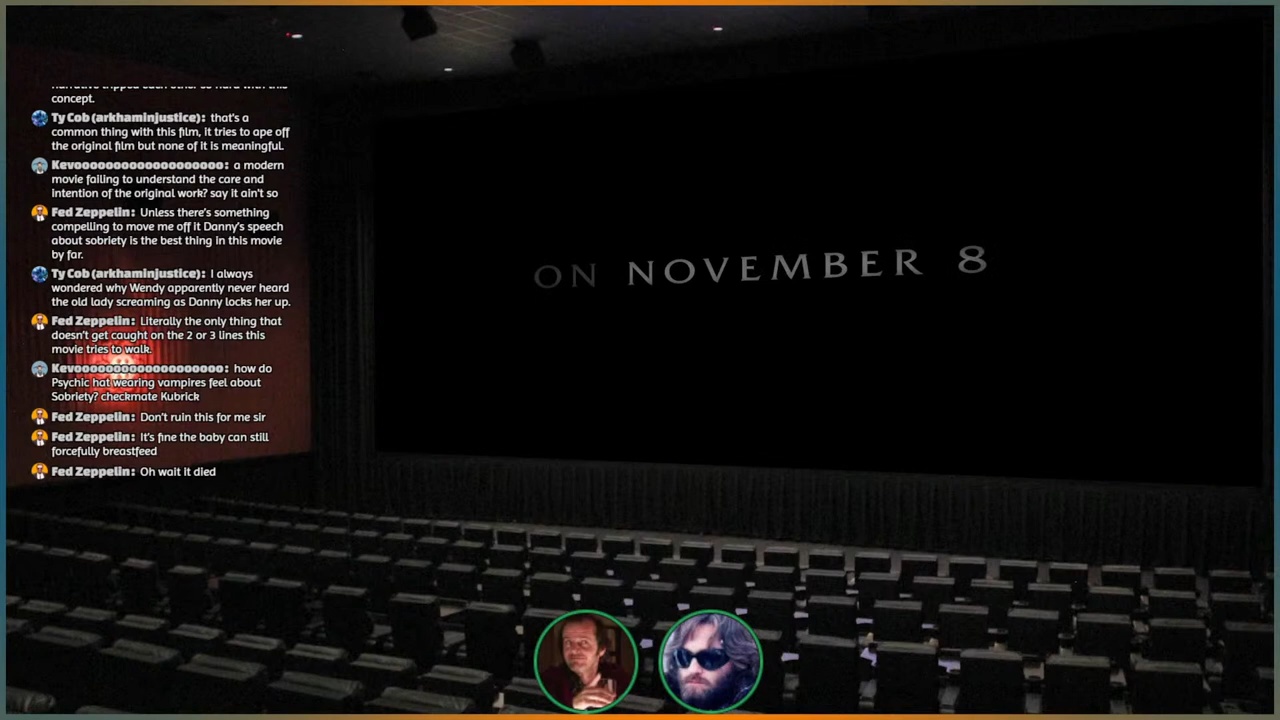 concept.
Ty Cob (arkhaminjustice): that's a
common thing with this film, it tries to ape off
the original film but none of it is meaningful.
Kevooooooooooooooooooo: a modern
movie failing to understand the care and
intention of the original work? say it ain't so
Fed Zeppelin: Unless there's something
compelling to move me off it Danny's speech
about sobriety is the best thing in this movie
by far.
Ty Cob (arkhaminjustice): I always
wondered why Wendy apparently never heard
the old lady screaming as Danny locks her up.
Fed Zeppelin: Literally the only thing that
doesn't get caught on the 2 or 3 lines this
movie tries to walk.
Kevooooooooooooooooooo: how do
Psychic hat wearing vampires feel about
Sobriety? checkmate Kubrick
Fed Zeppelin: Don't ruin this for me sir
Fed Zeppelin: It's fine the baby can still
forcefully breastfeed
Fed Zeppelin: Oh wait it died
ON NOVEMBER 8